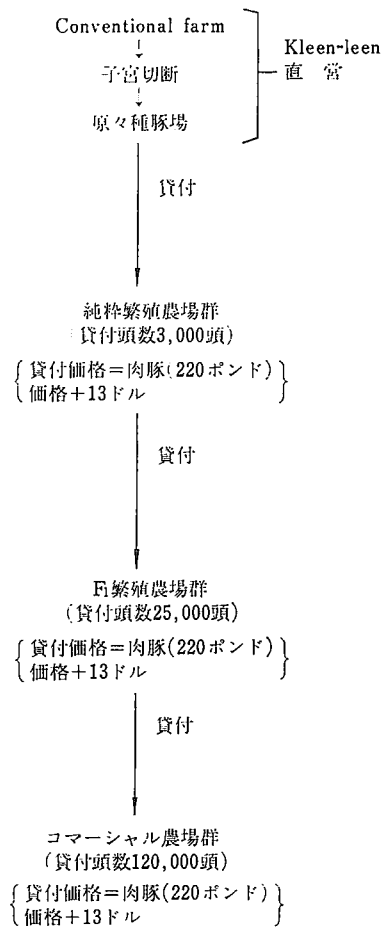 Conventional farm
子宮切断
原々種豚場
Kleen-leen
直 営
貸付
純粋繁殖農場群
貸付頭数3,000頭)
貸付価格=肉豚(220ポンド)
価格+13ドル
貸付
F₁繁殖農場群
(貸付頭数25,000頭)
貸付価格=肉豚(220ポンド)
価格+13ドル
貸付
コマーシャル農場群
(貸付頭数120,000頭)
貸付価格=肉豚(220ポンド)
価格+13ドル